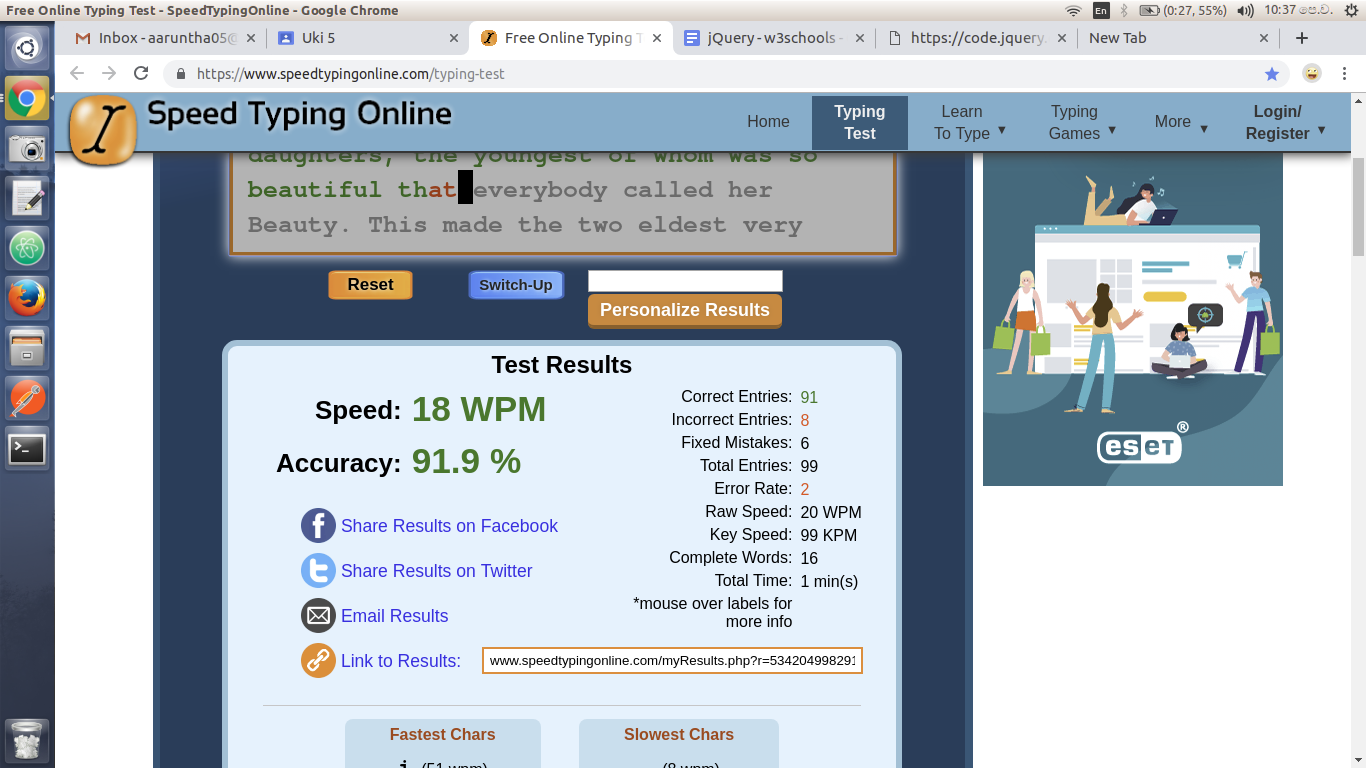 Free Online Typing Test - SpeedTypingOnline - Google Chrome
En (0:27, 55%) 10:37 පෙ.ව.
Inbox - aaruntha05@ Uki 5 Free Online Typing T jQuery - w3schools - https://code.jquery. New Tab
https://www.speedtypingonline.com/typing-test
Speed Typing Online
Home
Typing
Test
Learn
To Type ▼
Typing
Games ▼
More ▼
Login/
Register ▼
daughters, the youngest of whom was so
beautiful that everybody called her
Beauty. This made the two eldest very
Reset Switch-Up
Personalize Results
Test Results
Speed: 18 WPM
Accuracy: 91.9 %
Share Results on Facebook
Share Results on Twitter
Email Results
Link to Results: www.speedtypingonline.com/myResults.php?r=534204998291
Correct Entries: 91
Incorrect Entries: 8
Fixed Mistakes: 6
Total Entries: 99
Error Rate: 2
Raw Speed: 20 WPM
Key Speed: 99 KPM
Complete Words: 16
Total Time: 1 min(s)
*mouse over labels for
more info
Fastest Chars
i (51 wpm)
Slowest Chars
(8 wpm)
eseT®